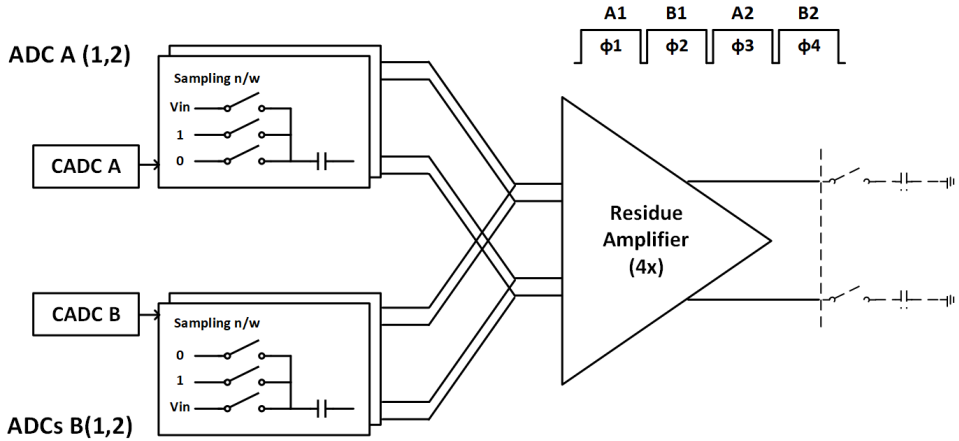 A1 B1 A2 B2
ϕ1 ϕ2 ϕ3 ϕ4
ADC A (1,2)
Sampling n/w
Vin
1
0
CADC A
Residue
Amplifier
(4x)
CADC B
Sampling n/w
0
1
Vin
ADCs B(1,2)